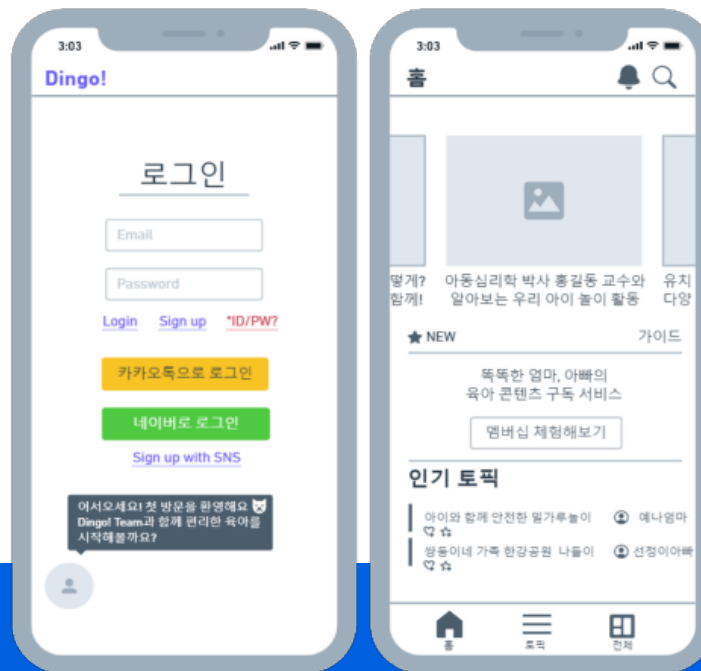 3:03
Dingo!
로그인
Email
Password
Login Sign up *ID/PW?
카카오톡으로 로그인
네이버로 로그인
Sign up with SNS
어서오세요! 첫 방문을 환영해요
Dingo! Team과 함께 편리한 육아를
시작해볼까요?
3:03
홈
떻게? 아동심리학 박사 홍길동 교수와 유치
함께! 알아보는 우리 아이 놀이 활동 다양
NEW 가이드
똑똑한 엄마, 아빠의
육아 콘텐츠 구독 서비스
멤버십 체험해보기
인기 토픽
아이와 함께 안전한 밀가루놀이 예나엄마
쌍둥이네 가족 한강공원 나들이 선정이아빠
홈 토픽 전체